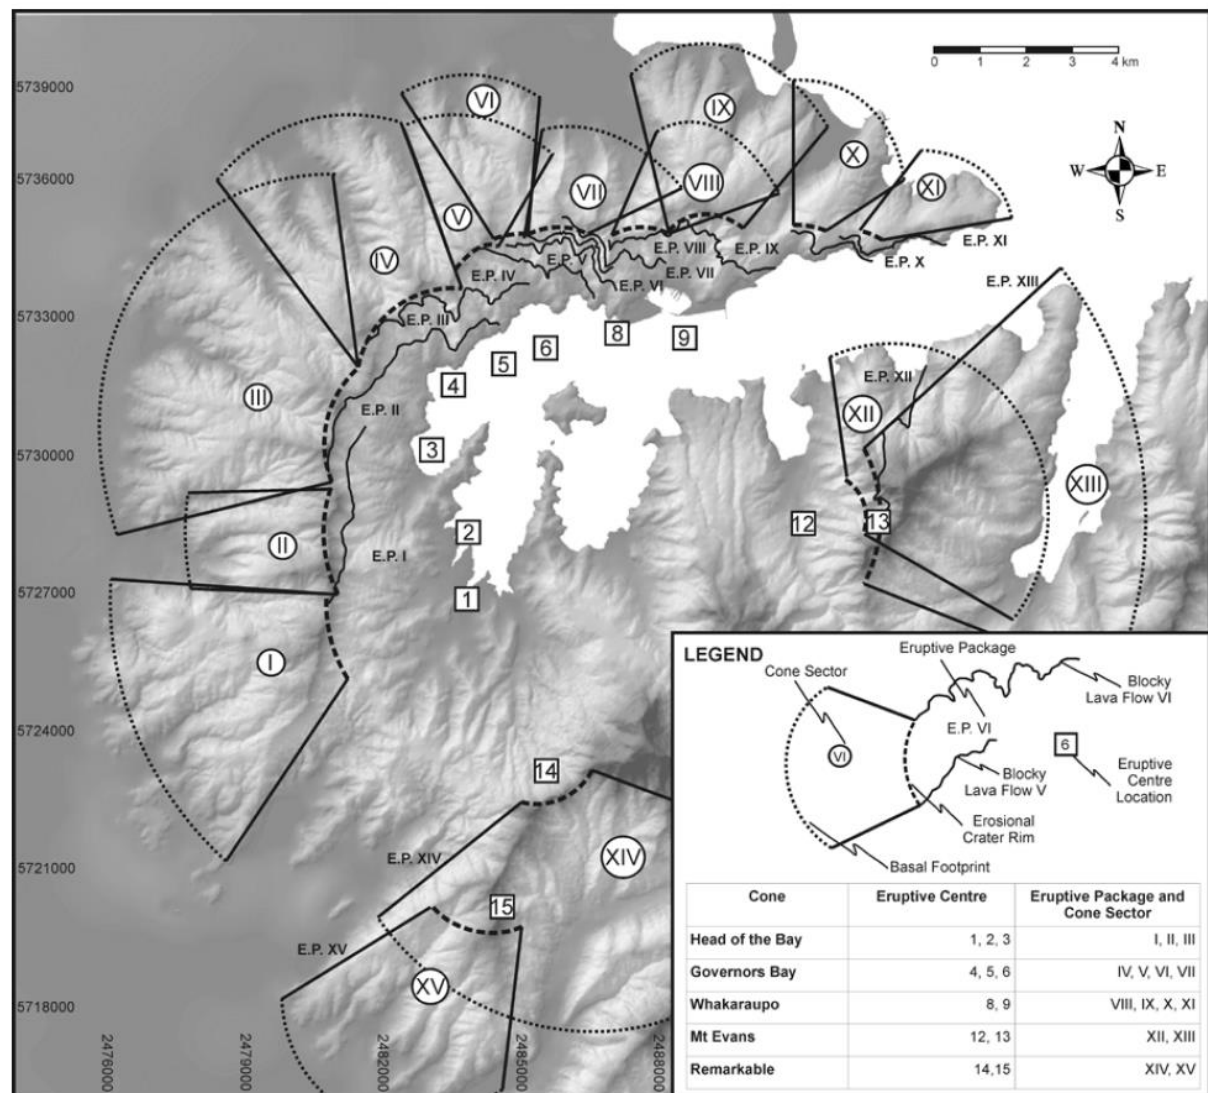 5739000
VI
IX
0 1 2 3 4 km
N
W E
S
5736000
VII
VIII
X
XI
V
IV
E.P. XI
E.P. VIII
E.P. IX
E.P. X
E.P. V
E.P. IV
E.P. VII
E.P. VI
E.P. XIII
5733000
E.P. III
8
9
6
5
4
E.P. XII
III
E.P. II
XII
5730000
3
XIII
2
12
13
II
E.P. I
5727000
1
I
5724000
14
5721000
E.P. XIV
XIV
15
E.P. XV
XV
5718000
2476000
2479000
2482000
2485000
2488000
LEGEND
Eruptive Package
Cone Sector
Blocky
Lava Flow VI
E.P. VI
VI
6
Eruptive
Centre
Location
Blocky
Lava Flow V
Erosional
Crater Rim
Basal Footprint
Cone Eruptive Centre Eruptive Package and
Cone Sector
Head of the Bay 1, 2, 3 I, II, III
Governors Bay 4, 5, 6 IV, V, VI, VII
Whakaraupo 8, 9 VIII, IX, X, XI
Mt Evans 12, 13 XII, XIII
Remarkable 14,15 XIV, XV